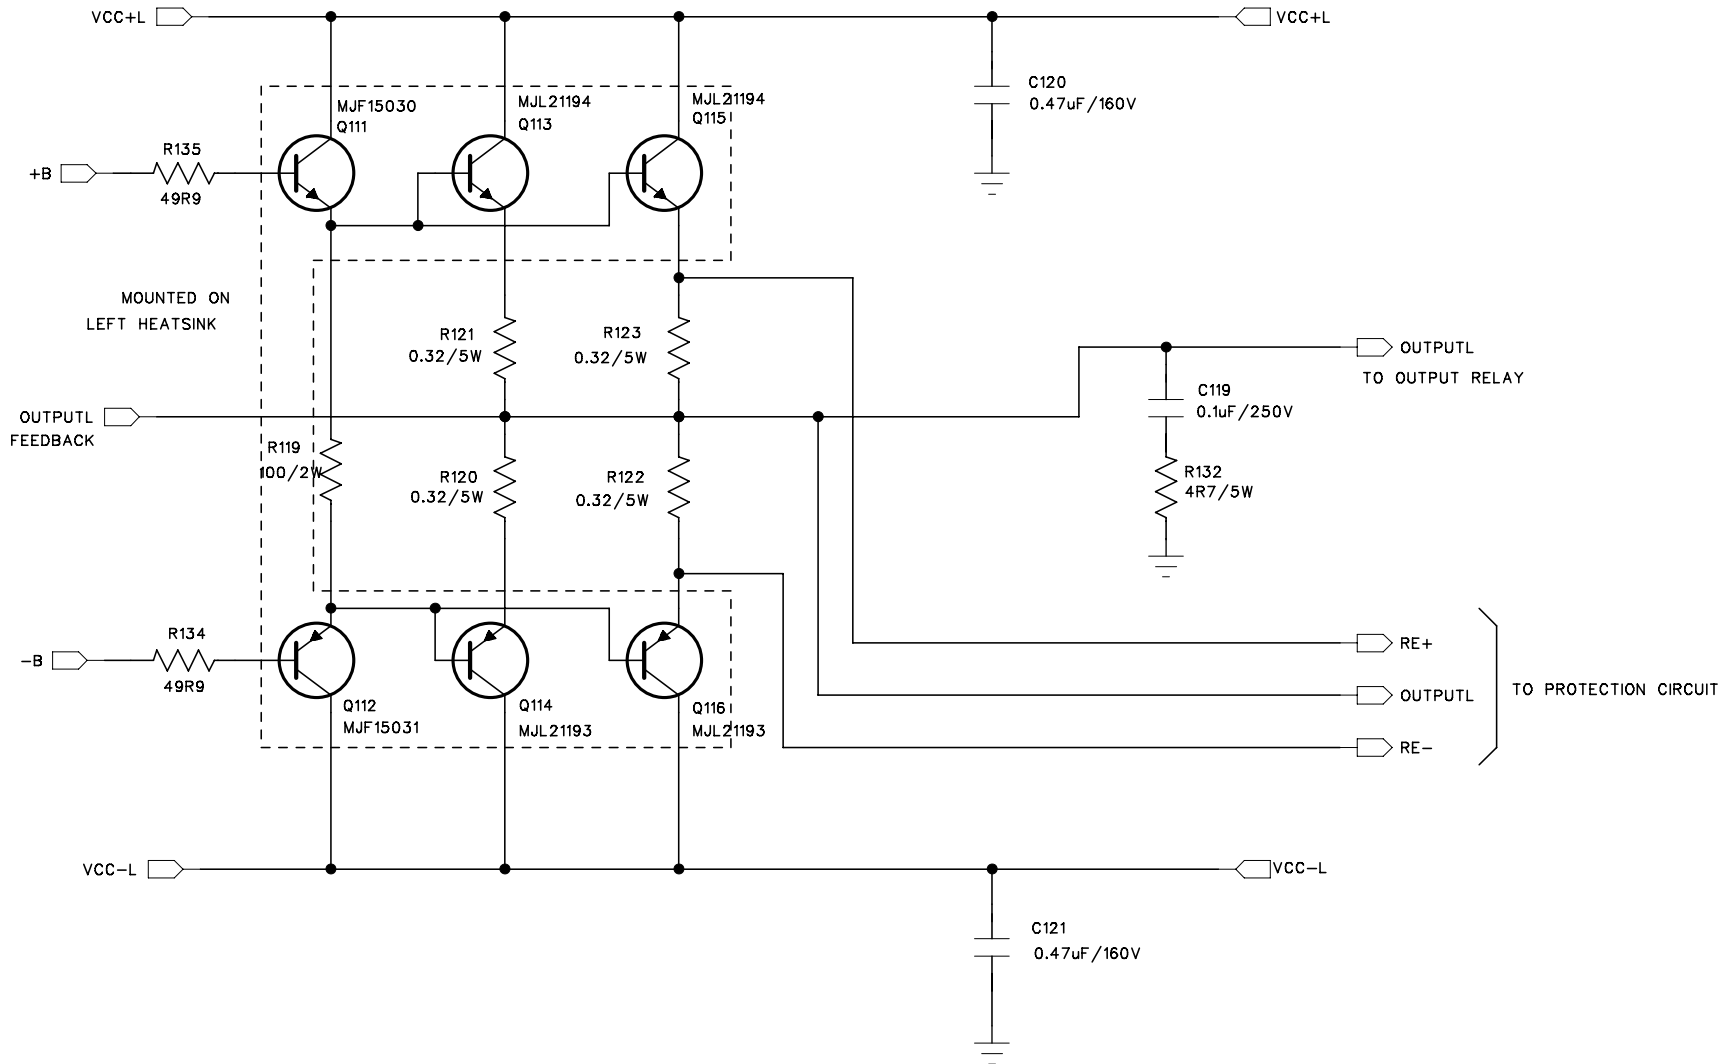 VCC+L
VCC+L
C120
0.47uF/160V
MJF15030
Q111
MJL21194
Q113
MJL21194
Q115
R135
+B
49R9
MOUNTED ON
LEFT HEATSINK
R121
0.32/5W
R123
0.32/5W
OUTPUTL
TO OUTPUT RELAY
C119
0.1uF/250V
OUTPUTL
FEEDBACK
R119
100/2W
R120
0.32/5W
R122
0.32/5W
R132
4R7/5W
R134
-B
49R9
RE+
OUTPUTL
TO PROTECTION CIRCUIT
RE-
Q112
MJF15031
Q114
MJL21193
Q116
MJL21193
VCC-L
VCC-L
C121
0.47uF/160V